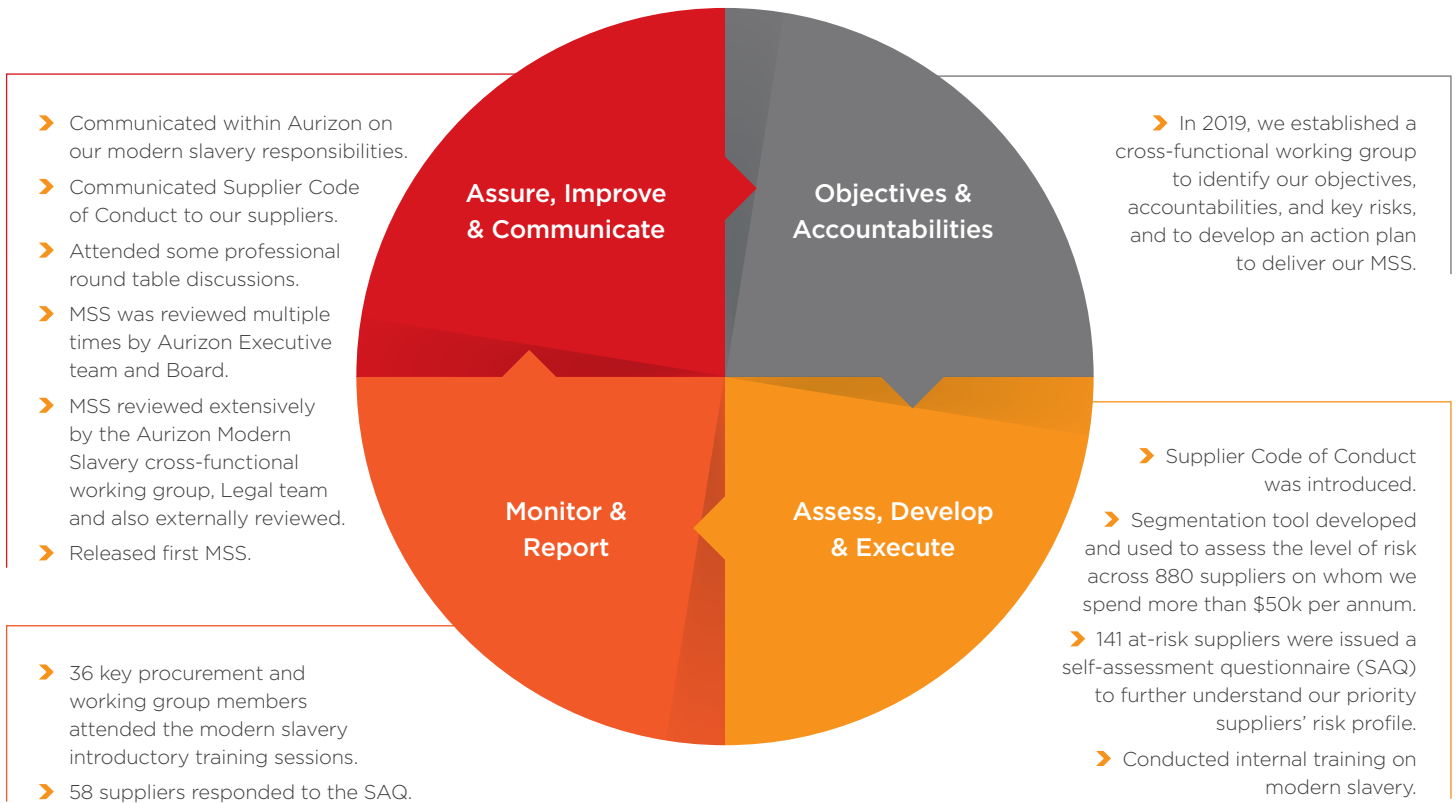 Communicated within Aurizon on
our modern slavery responsibilities.
Communicated Supplier Code
of Conduct to our suppliers.
Attended some professional
round table discussions.
MSS was reviewed multiple
times by Aurizon Executive
team and Board.
MSS reviewed extensively
by the Aurizon Modern
Slavery cross-functional
working group, Legal team
and also externally reviewed.
Released first MSS.
Assure, Improve
& Communicate
Objectives &
Accountabilities
In 2019, we established a
cross-functional working group
to identify our objectives,
accountabilities, and key risks,
and to develop an action plan
to deliver our MSS.
Monitor &
Report
Assess, Develop
& Execute
Supplier Code of Conduct
was introduced.
Segmentation tool developed
and used to assess the level of risk
across 880 suppliers on whom we
spend more than $50k per annum.
141 at-risk suppliers were issued a
self-assessment questionnaire (SAQ)
to further understand our priority
suppliers’ risk profile.
Conducted internal training on
modern slavery.
36 key procurement and
working group members
attended the modern slavery
introductory training sessions.
58 suppliers responded to the SAQ.